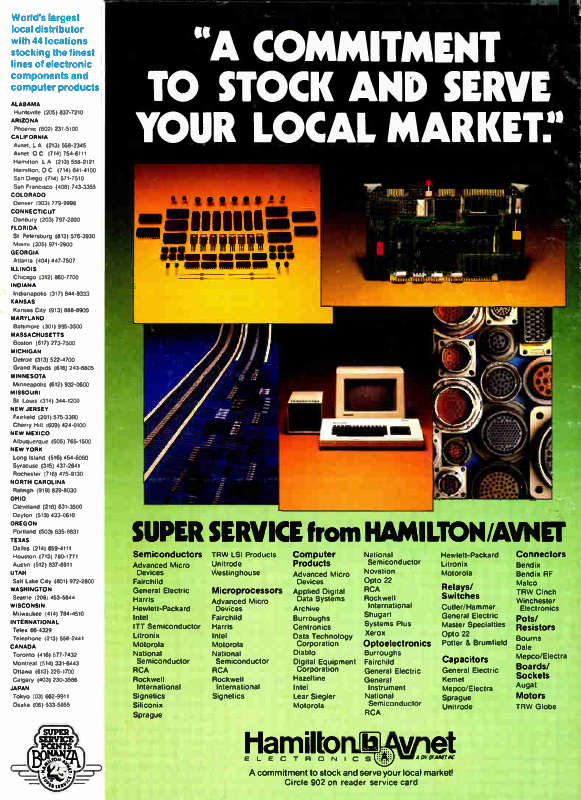 World's largest
local distributor
with 44 locations
stocking the finest
lines of electronic
components and
computer products
ALABAMA
Huntsville (205) 837-7210
ARIZONA
Phoenix (602) 231-5100
CALIFORNIA
Avnet, L A (213) 558-2345
Avnet O C (714) 754-6111
Hamilton L A (213) 558-2121
Hamilton, O C (714) 641-4100
San Diego (714) 571-7510
San Francisco (408) 743-3355
COLORADO
Denver (303) 779-9998
CONNECTICUT
Danbury (203) 797-2800
FLORIDA
St Petersburg (813) 576-3930
Miami (305) 971-2900
GEORGIA
Atlanta (404) 447-7507
ILLINOIS
Chicago (312) 860-7700
INDIANA
Indianapolis (317) 844-9333
KANSAS
Kansas City (913) 888-8900
MARYLAND
Baltimore (301) 995-3500
MASSACHUSETTS
Boston (617) 273-7500
MICHIGAN
Detroit (313) 522-4700
Grand Rapids (616) 243-8805
MINNESOTA
Minneapolis (612) 932-0600
MISSOURI
St Louis (314) 344-1200
NEW JERSEY
Fairfield (201) 575-3390
Cherry Hill (609) 424-0100
NEW MEXICO
Albuquerque (505) 765-1500
NEW YORK
Long Island (516) 454-6060
Syracuse (315) 437-2641
Rochester (716) 475-9130
NORTH CAROLINA
Raleigh (919) 829-8030
OHIO
Cleveland (216) 831-3500
Dayton (513) 433-0610
OREGON
Portland (503) 635-8831
TEXAS
Dallas (214) 659-4111
Houston (713) 780-1771
Austin (512) 837-8911
UTAH
Salt Lake City (801) 972-2800
WASHINGTON
Seattle (206) 453-5844
WISCONSIN
Milwaukee (414) 784-4510
INTERNATIONAL
Telex 66-4329
Telephone (213) 558-2441
CANADA
Toronto (416) 677-7432
Montreal (514) 331-6443
Ottawa (613) 226-1700
Calgary (403) 230-3586
JAPAN
Tokyo (03) 662-9911
Osaka (06) 533-5855
SUPER
SERVICE
POINTS
BONANZA
"A COMMITMENT
TO STOCK AND SERVE
YOUR LOCAL MARKET."
SUPER SERVICE from HAMILTON/AVNET
Semiconductors
Advanced Micro
Devices
Fairchild
General Electric
Harris
Hewlett-Packard
Intel
ITT Semiconductor
Litronix
Motorola
National
Semiconductor
RCA
Rockwell
International
Signetics
Siliconix
Sprague
TRW LSI Products
Unitrode
Westinghouse
Microprocessors
Advanced Micro
Devices
Fairchild
Harris
Intel
Motorola
National
Semiconductor
RCA
Rockwell
International
Signetics
Computer
Products
Advanced Micro
Devices
Applied Digital
Data Systems
Archive
Burroughs
Centronics
Data Technology
Corporation
Diablo
Digital Equipment
Corporation
Hazeltine
Intel
Lear Siegler
Motorola
National
Semiconductor
Novation
Opto 22
RCA
Rockwell
International
Shugart
Systems Plus
Xerox
Optoelectronics
Burroughs
Fairchild
General Electric
General
Instrument
National
Semiconductor
RCA
Hewlett-Packard
Litronix
Motorola
Relays/
Switches
Cutler/Hammer
General Electric
Master Specialties
Opto 22
Potter & Brumfield
Capacitors
General Electric
Kemet
Mepco/Electra
Sprague
Unitrode
Connectors
Bendix
Bendix RF
Malco
TRW Cinch
Winchester
Electronics
Pots/
Resistors
Bourns
Dale
Mepco/Electra
Boards/
Sockets
Augat
Motors
TRW Globe
Hamilton Avnet
ELECTRONICS
A DIV OF AVNET INC
A commitment to stock and serve your local market!
Circle 902 on reader service card